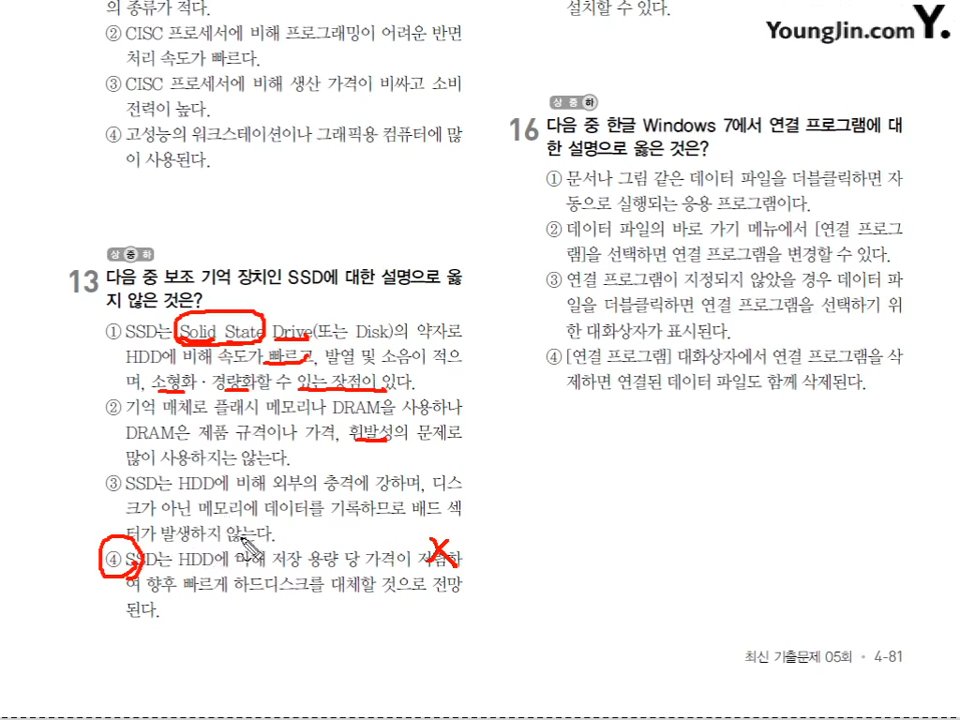 의 종류가 적다.
② CISC 프로세서에 비해 프로그래밍이 어려운 반면
처리 속도가 빠르다.
③ CISC 프로세서에 비해 생산 가격이 비싸고 소비
전력이 높다.
④ 고성능의 워크스테이션이나 그래픽용 컴퓨터에 많
이 사용된다.
상 중 하
13 다음 중 보조 기억 장치인 SSD에 대한 설명으로 옳
지 않은 것은?
① SSD는 Solid State Drive(또는 Disk)의 약자로
HDD에 비해 속도가 빠르고, 발열 및 소음이 적으
며, 소형화·경량화할 수 있는 장점이 있다.
② 기억 매체로 플래시 메모리나 DRAM을 사용하나
DRAM은 제품 규격이나 가격, 휘발성의 문제로
많이 사용하지는 않는다.
③ SSD는 HDD에 비해 외부의 충격에 강하며, 디스
크가 아닌 메모리에 데이터를 기록하므로 배드 섹
터가 발생하지 않는다.
④ SSD는 HDD에 비해 저장 용량 당 가격이 저렴하
여 향후 빠르게 하드디스크를 대체할 것으로 전망
된다.
설치할 수 있다.
YoungJin.com Y.
상 중 하
16 다음 중 한글 Windows 7에서 연결 프로그램에 대
한 설명으로 옳은 것은?
① 문서나 그림 같은 데이터 파일을 더블클릭하면 자
동으로 실행되는 응용 프로그램이다.
② 데이터 파일의 바로 가기 메뉴에서 [연결 프로그
램]을 선택하면 연결 프로그램을 변경할 수 있다.
③ 연결 프로그램이 지정되지 않았을 경우 데이터 파
일을 더블클릭하면 연결 프로그램을 선택하기 위
한 대화상자가 표시된다.
④ [연결 프로그램] 대화상자에서 연결 프로그램을 삭
제하면 연결된 데이터 파일도 함께 삭제된다.
최신 기출문제 05회 • 4-81